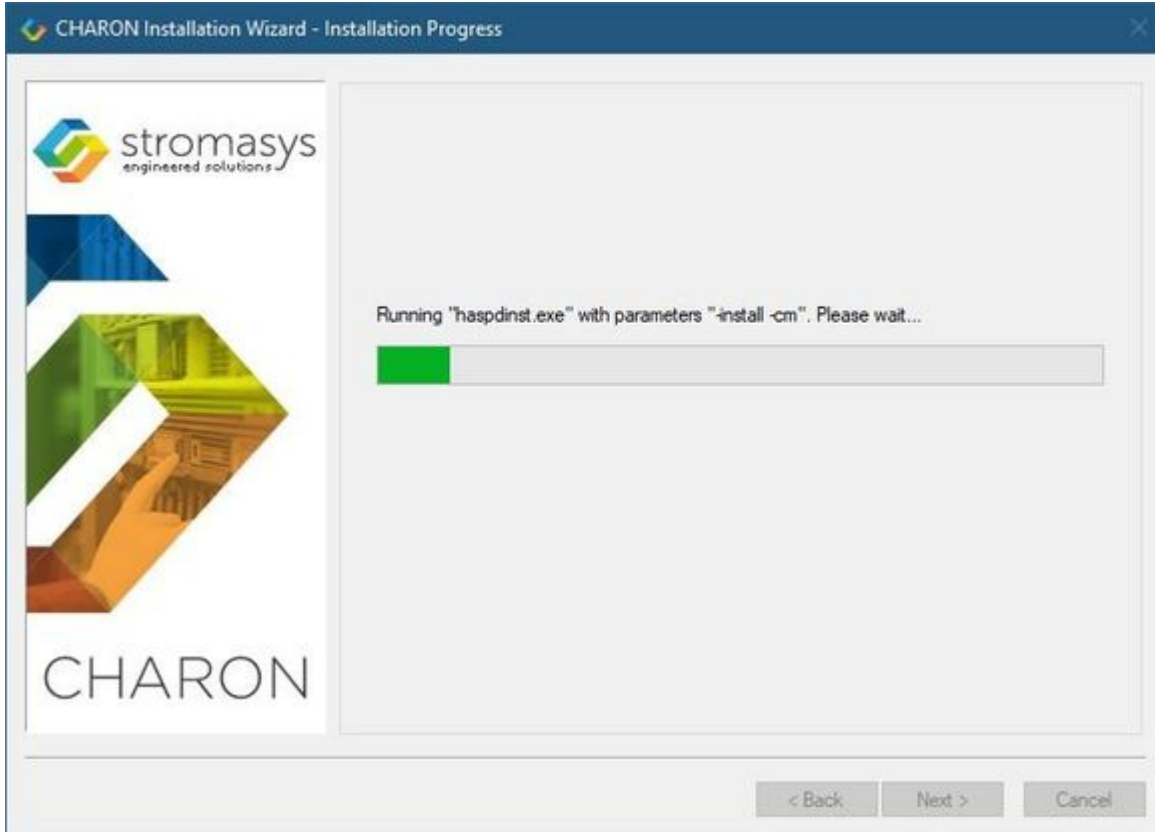 CHARON Installation Wizard - Installation Progress
stromasys
engineered solutions
Running "haspdinst.exe" with parameters "-install -cm". Please wait...
CHARON
< Back Next > Cancel